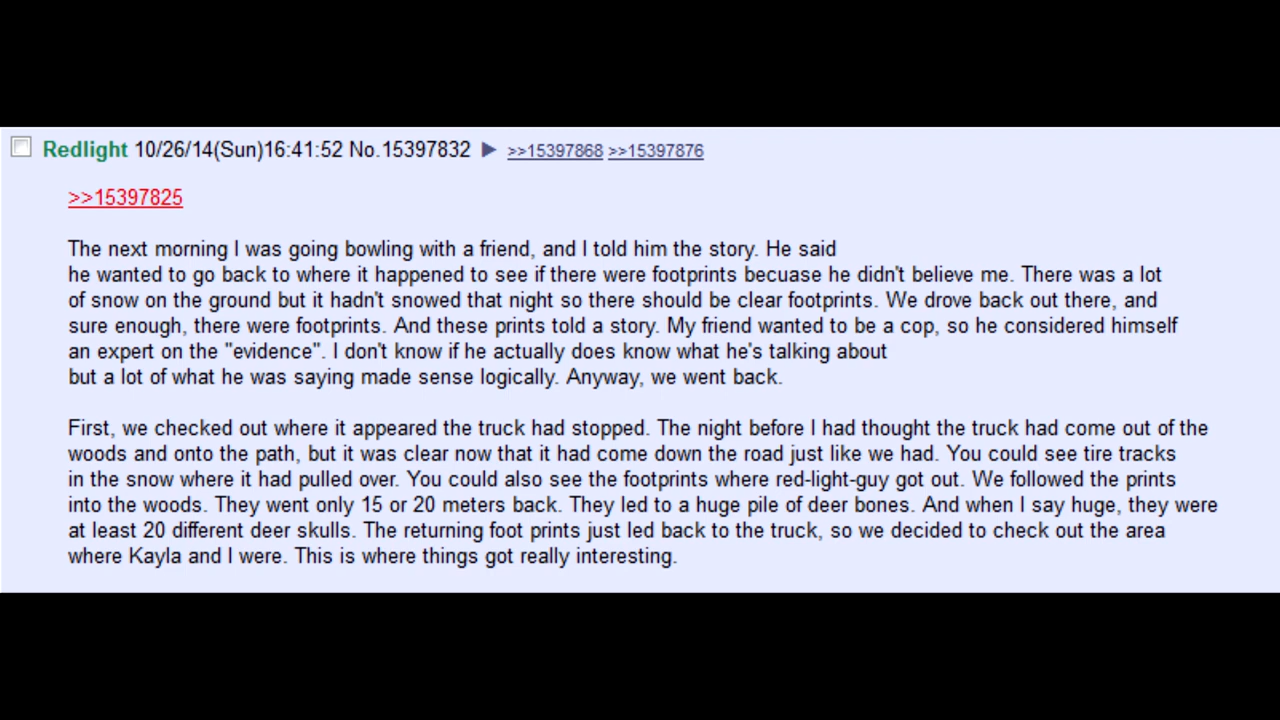 Redlight 10/26/14(Sun)16:41:52 No.15397832 ▶ >>15397868 >>15397876
>>15397825
The next morning I was going bowling with a friend, and I told him the story. He said
he wanted to go back to where it happened to see if there were footprints becuase he didn't believe me. There was a lot
of snow on the ground but it hadn't snowed that night so there should be clear footprints. We drove back out there, and
sure enough, there were footprints. And these prints told a story. My friend wanted to be a cop, so he considered himself
an expert on the "evidence". I don't know if he actually does know what he's talking about
but a lot of what he was saying made sense logically. Anyway, we went back.
First, we checked out where it appeared the truck had stopped. The night before I had thought the truck had come out of the
woods and onto the path, but it was clear now that it had come down the road just like we had. You could see tire tracks
in the snow where it had pulled over. You could also see the footprints where red-light-guy got out. We followed the prints
into the woods. They went only 15 or 20 meters back. They led to a huge pile of deer bones. And when I say huge, they were
at least 20 different deer skulls. The returning foot prints just led back to the truck, so we decided to check out the area
where Kayla and I were. This is where things got really interesting.